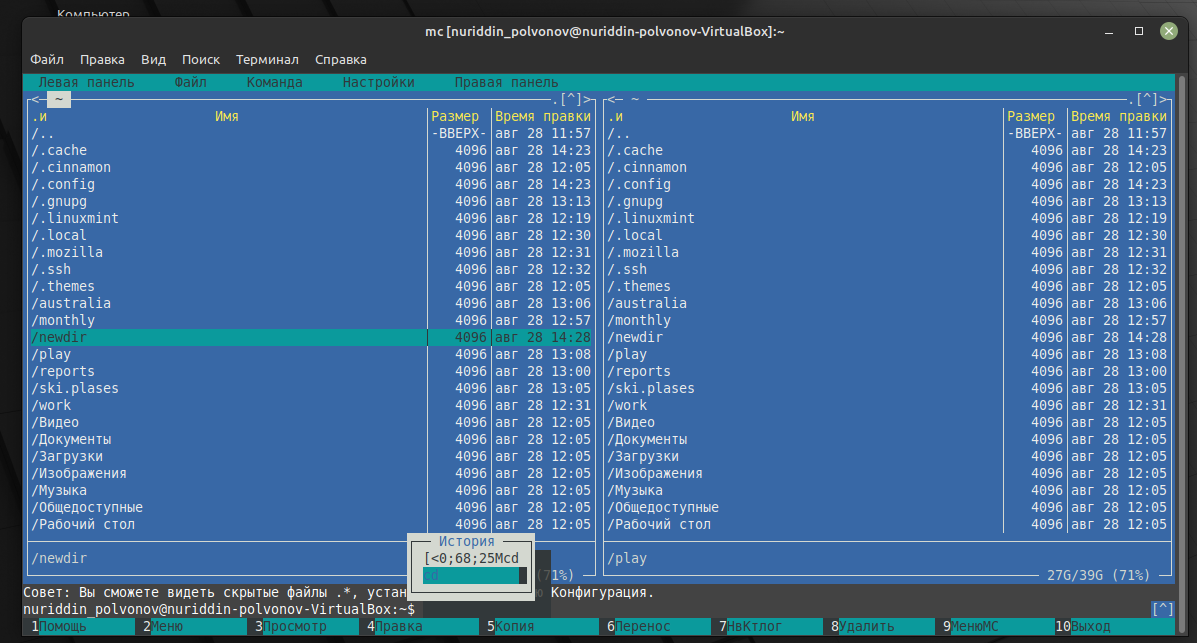 Компьютер
mc [nuriddin_polvonov@nuriddin-polvonov-VirtualBox]:~
Файл Правка Вид Поиск Терминал Справка
Левая панель Файл Команда Настройки Правая панель
<─ ~ .[^]> <─ ~ .[^]>
.и Имя Размер Время правки .и Имя Размер Время правки
/.. -ВВЕРХ- авг 28 11:57 /.. -ВВЕРХ- авг 28 11:57
/.cache 4096 авг 28 14:23 /.cache 4096 авг 28 14:23
/.cinnamon 4096 авг 28 12:05 /.cinnamon 4096 авг 28 12:05
/.config 4096 авг 28 14:23 /.config 4096 авг 28 14:23
/.gnupg 4096 авг 28 13:13 /.gnupg 4096 авг 28 13:13
/.linuxmint 4096 авг 28 12:19 /.linuxmint 4096 авг 28 12:19
/.local 4096 авг 28 12:30 /.local 4096 авг 28 12:30
/.mozilla 4096 авг 28 12:31 /.mozilla 4096 авг 28 12:31
/.ssh 4096 авг 28 12:32 /.ssh 4096 авг 28 12:32
/.themes 4096 авг 28 12:05 /.themes 4096 авг 28 12:05
/australia 4096 авг 28 13:06 /australia 4096 авг 28 13:06
/monthly 4096 авг 28 12:57 /monthly 4096 авг 28 12:57
/newdir 4096 авг 28 14:28 /newdir 4096 авг 28 14:28
/play 4096 авг 28 13:08 /play 4096 авг 28 13:08
/reports 4096 авг 28 13:00 /reports 4096 авг 28 13:00
/ski.plases 4096 авг 28 13:05 /ski.plases 4096 авг 28 13:05
/work 4096 авг 28 12:31 /work 4096 авг 28 12:31
/Видео 4096 авг 28 12:05 /Видео 4096 авг 28 12:05
/Документы 4096 авг 28 12:05 /Документы 4096 авг 28 12:05
/Загрузки 4096 авг 28 12:05 /Загрузки 4096 авг 28 12:05
/Изображения 4096 авг 28 12:05 /Изображения 4096 авг 28 12:05
/Музыка 4096 авг 28 12:05 /Музыка 4096 авг 28 12:05
/Общедоступные 4096 авг 28 12:05 /Общедоступные 4096 авг 28 12:05
/Рабочий стол 4096 авг 28 12:05 /Рабочий стол 4096 авг 28 12:05
История
/newdir [<0;68;25Mcd /play
cd (71%) 27G/39G (71%)
Совет: Вы сможете видеть скрытые файлы .*, устан ю Конфигурация.
nuriddin_polvonov@nuriddin-polvonov-VirtualBox:~$ [^]
1Помощь 2Меню 3Просмотр 4Правка 5Копия 6Перенос 7НвКтлог 8Удалить 9МенюMC 10Выход